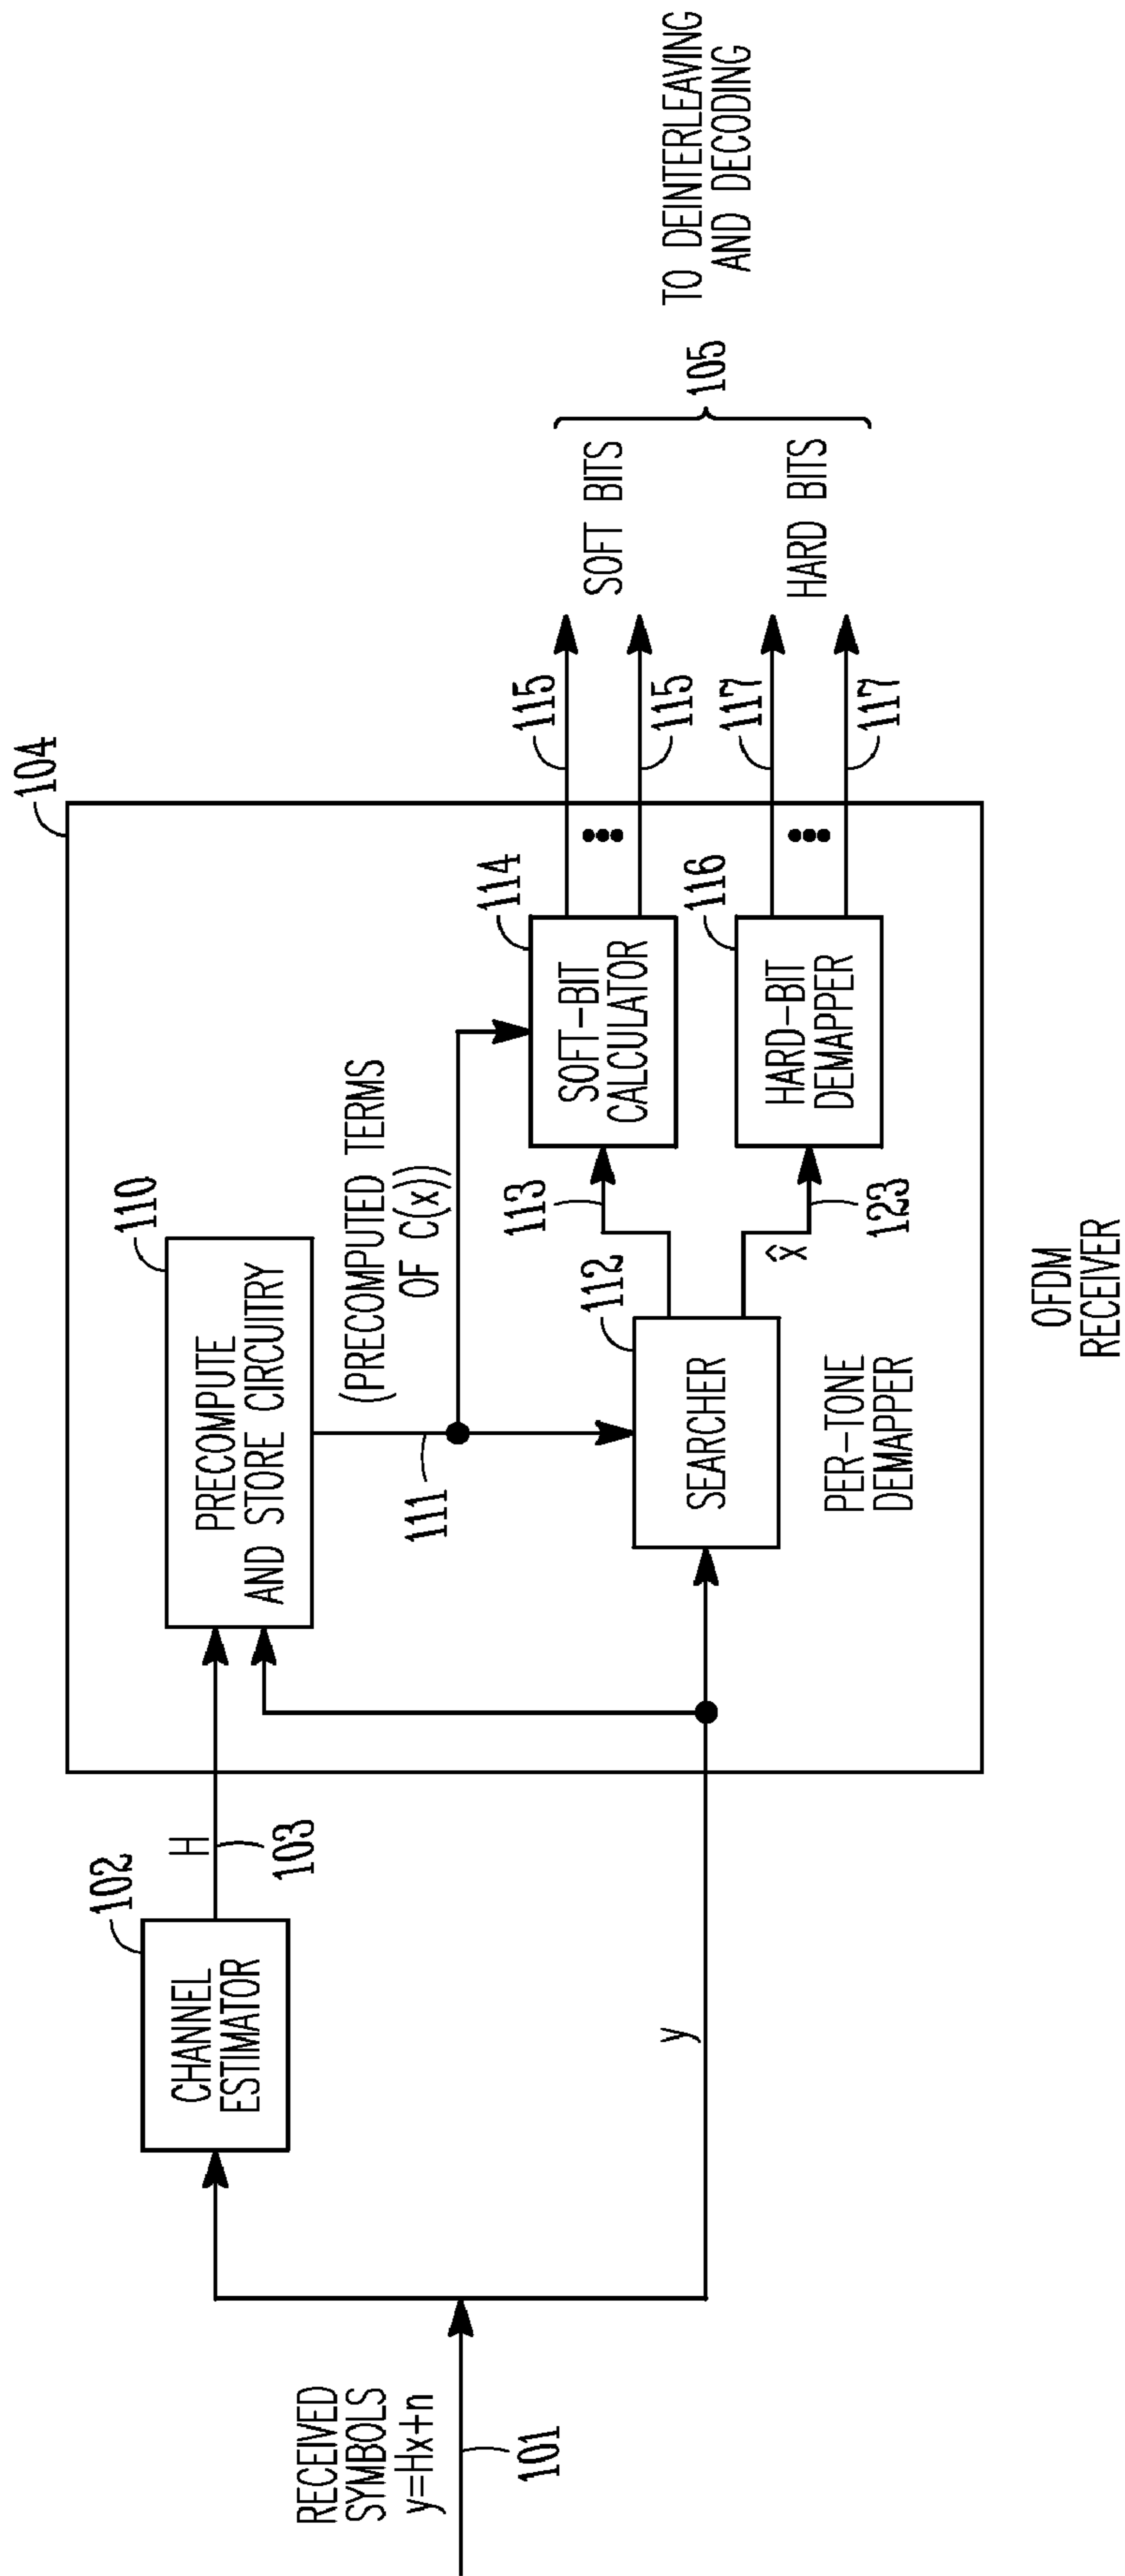 RECEIVED
SYMBOLS
y=Hx+n
101
CHANNEL
ESTIMATOR
102
H
103
y
104
PRECOMPUTE
AND STORE CIRCUITRY
110
111
(PRECOMPUTED TERMS
OF C(x))
SEARCHER
112
113
x̂
123
SOFT-BIT
CALCULATOR
114
HARD-BIT
DEMAPPER
116
PER-TONE
DEMAPPER
115
115
117
117
SOFT BITS
HARD BITS
105
TO DEINTERLEAVING
AND DECODING
OFDM
RECEIVER